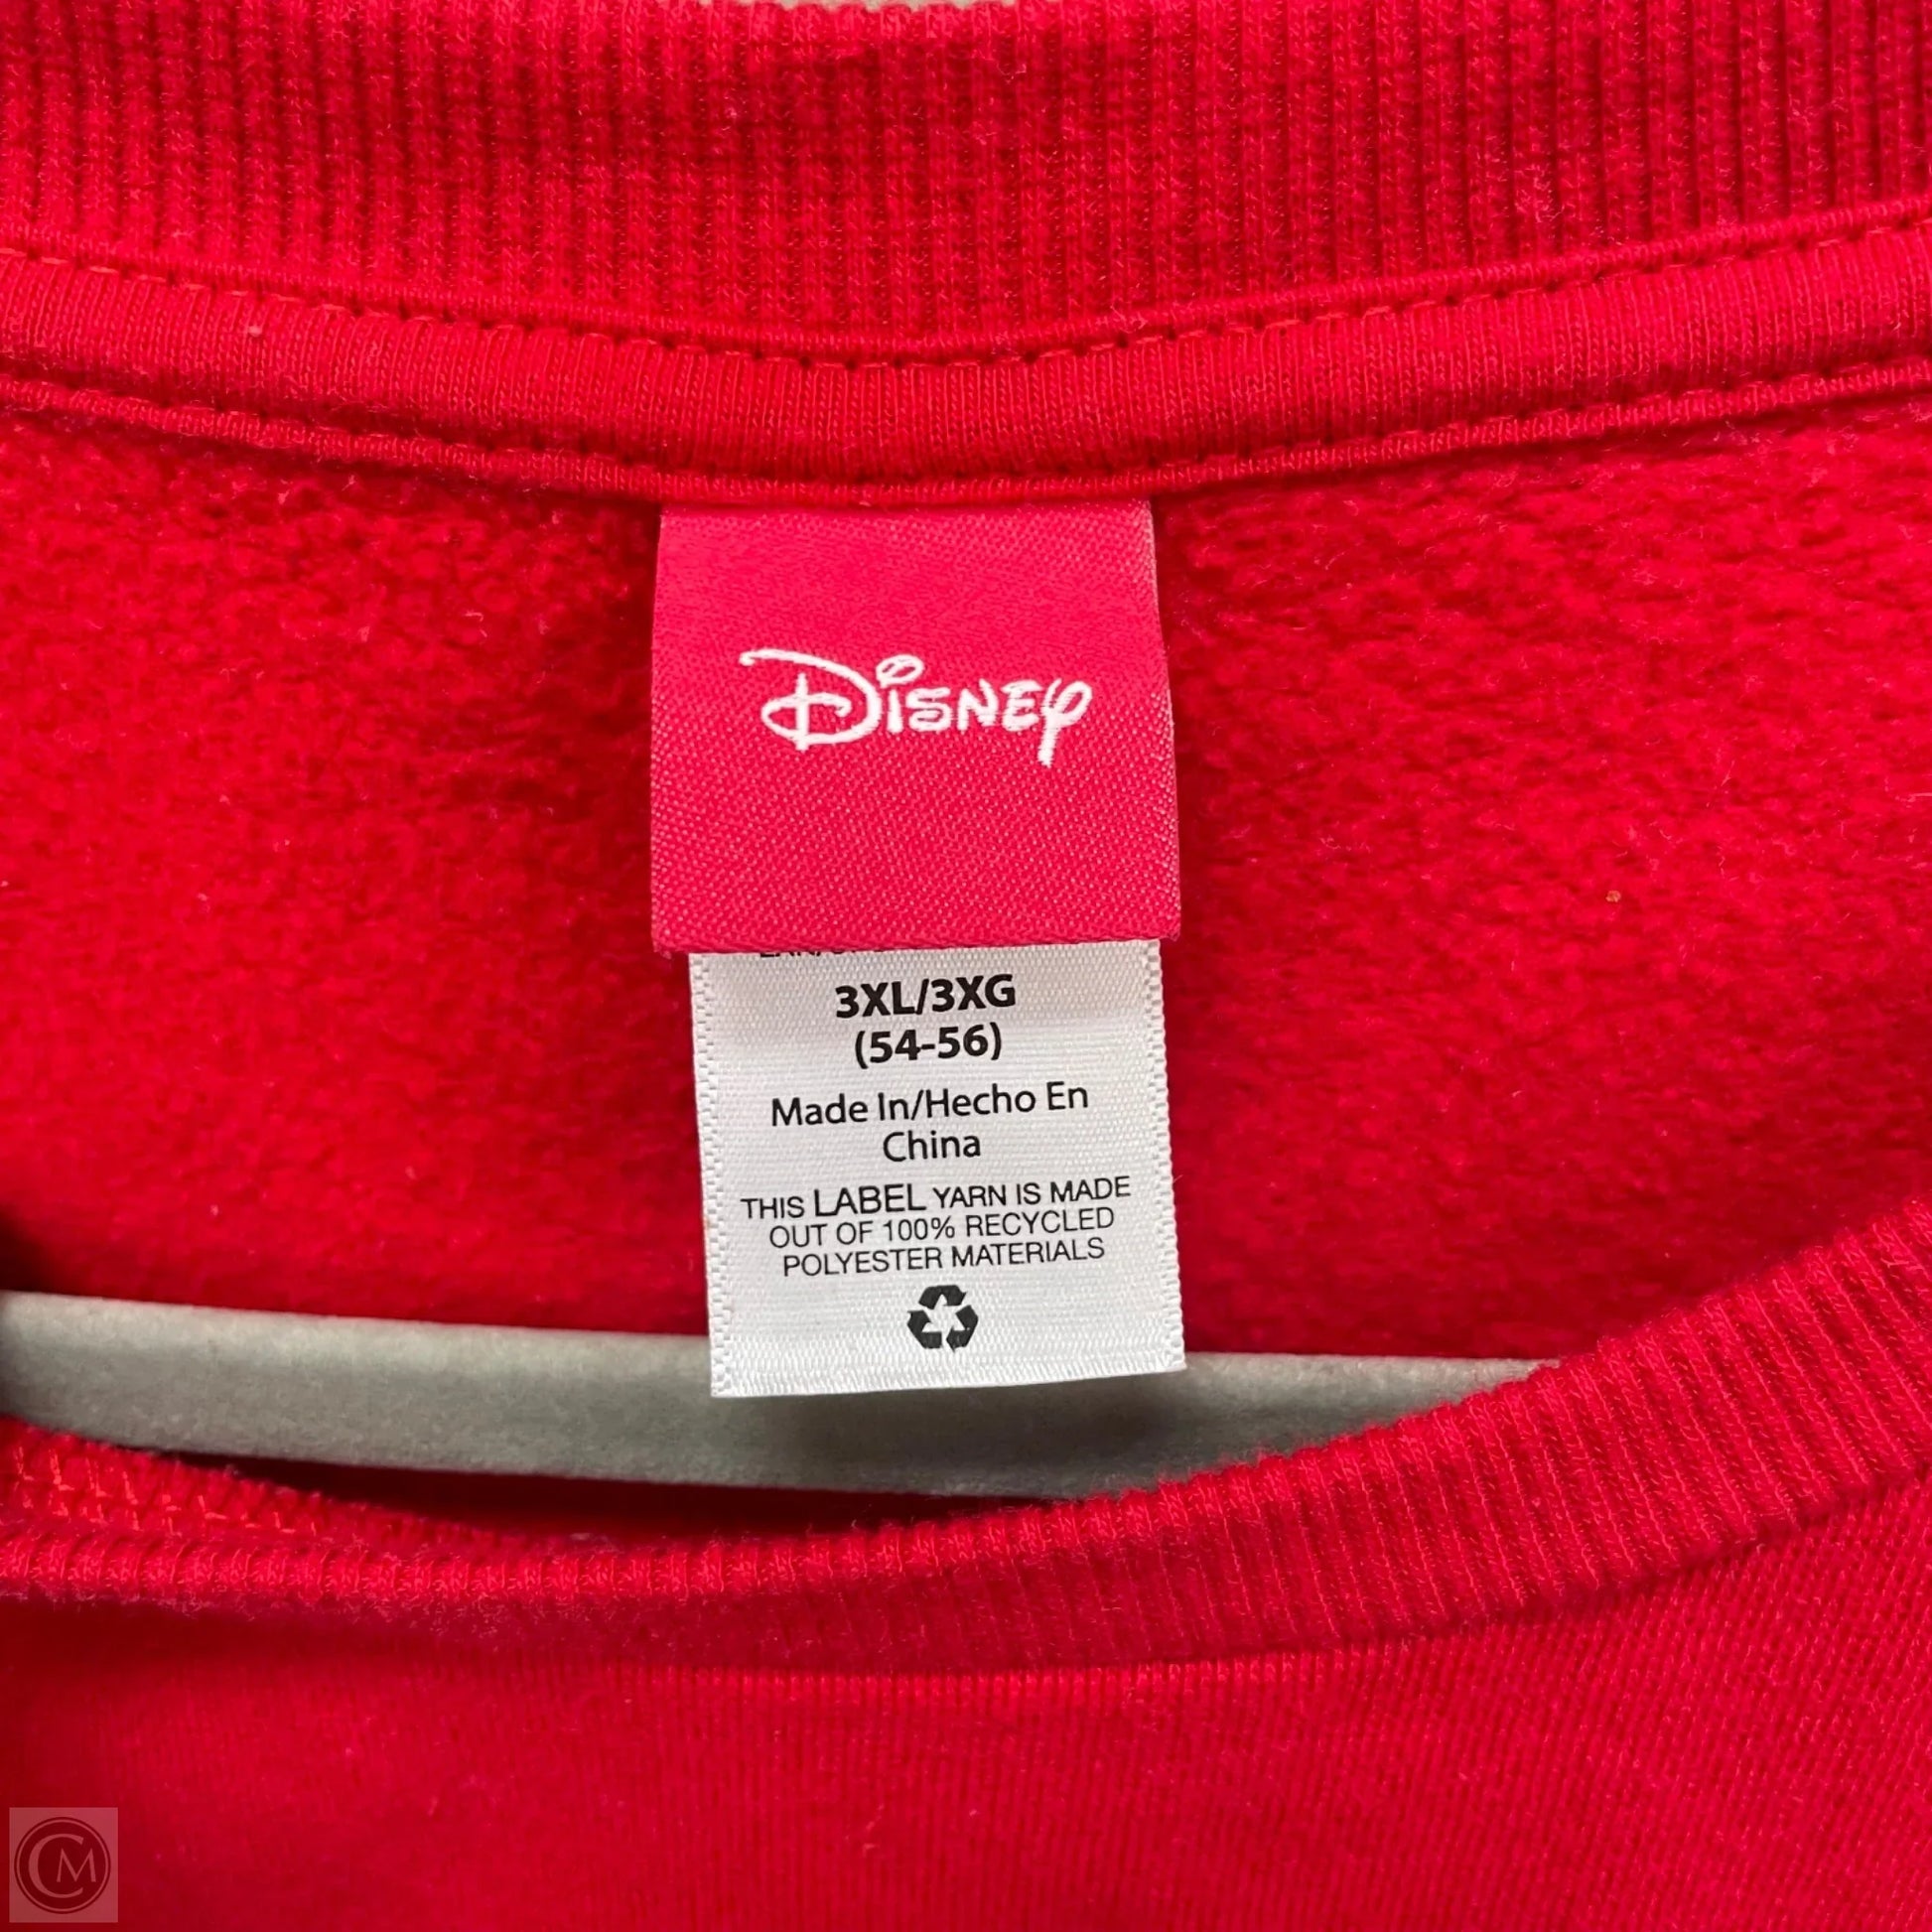 Disney
3XL/3XG
(54-56)
Made In/Hecho En
China
THIS LABEL YARN IS MADE
OUT OF 100% RECYCLED
POLYESTER MATERIALS
CM